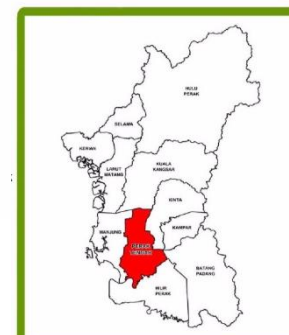 HULU
PERAK
SELAMA
KERIAN
LARUT
MATANG
KUALA
KANGSAR
KINTA
MANJUNG
KAMPAR
PERAK
TENGAH
BATANG
PADANG
HILIR
PERAK